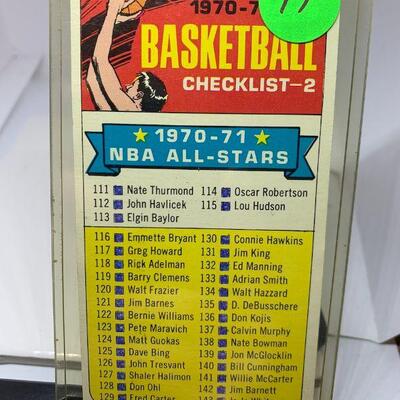 1970-7
BASKETBALL
CHECKLIST-2
1970-71
NBA ALL-STARS
111 Nate Thurmond 114 Oscar Robertson
112 John Havlicek 115 Lou Hudson
113 Elgin Baylor
116 Emmette Bryant 130 Connie Hawkins
117 Greg Howard 131 Jim King
118 Rick Adelman 132 Ed Manning
119 Barry Clemens 133 Adrian Smith
120 Walt Frazier 134 Walt Hazzard
121 Jim Barnes 135 D. DeBusschere
122 Bernie Williams 136 Don Kojis
123 Pete Maravich 137 Calvin Murphy
124 Matt Guokas 138 Nate Bowman
125 Dave Bing 139 Jon McGlocklin
126 John Tresvant 140 Bill Cunningham
127 Shaler Halimon 141 Willie McCarter
128 Don Ohl 142 Jim Barnett
129 Fred Carter